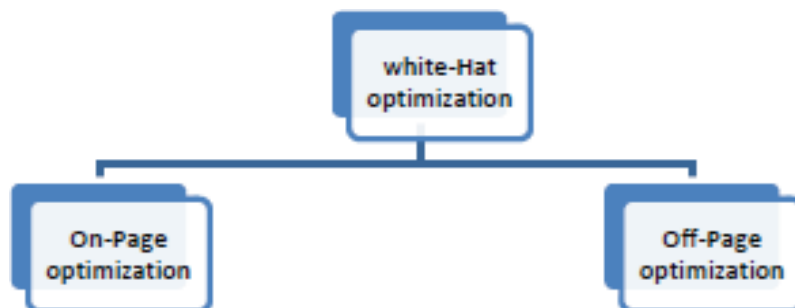 white-Hat
optimization
On-Page
optimization
Off-Page
optimization